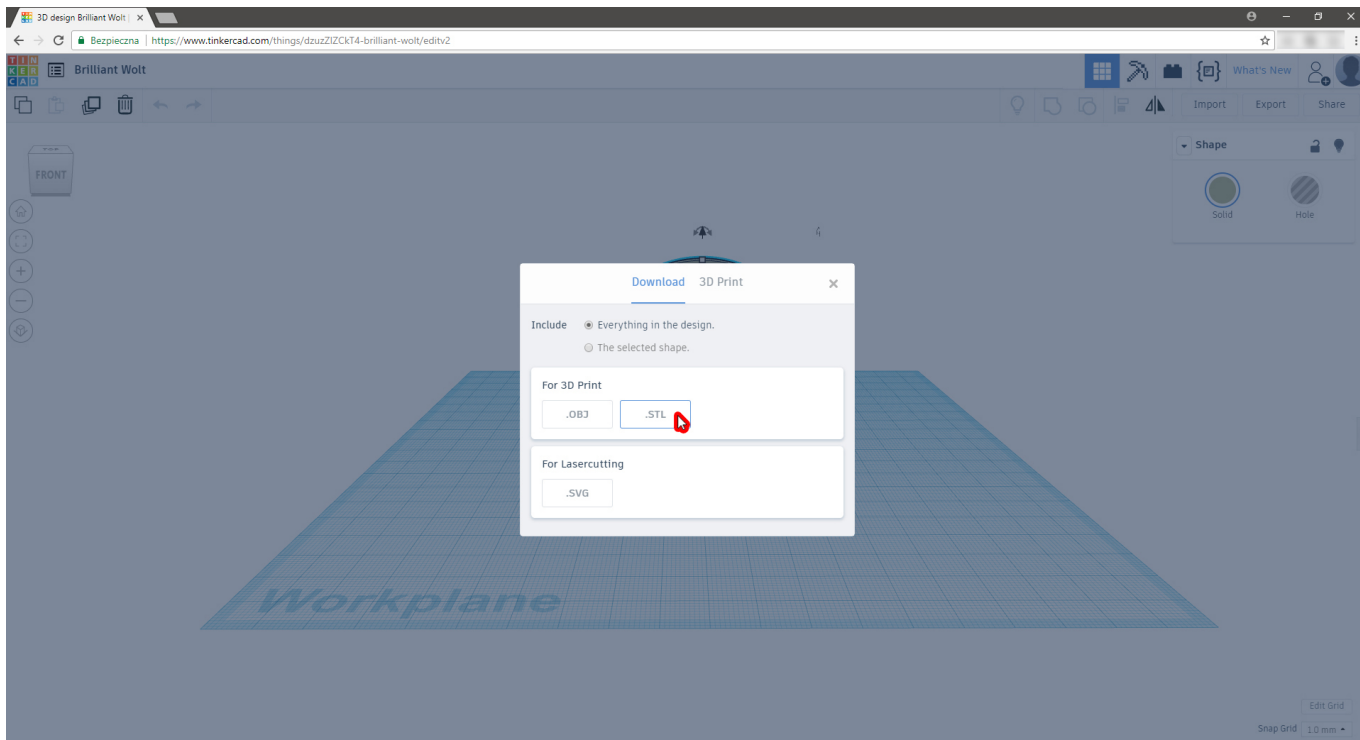 3D design Brilliant Wolt |
Bezpieczna | https://www.tinkercad.com/things/dzuzZIZCkT4-brilliant-wolt/editv2
TIN
KER
CAD
Brilliant Wolt
What's New
Import Export Share
TOP
FRONT
Shape
Solid Hole
Download 3D Print
Include Everything in the design.
The selected shape.
For 3D Print
.OBJ .STL
For Lasercutting
.SVG
Workplane
Edit Grid
Snap Grid 1.0 mm